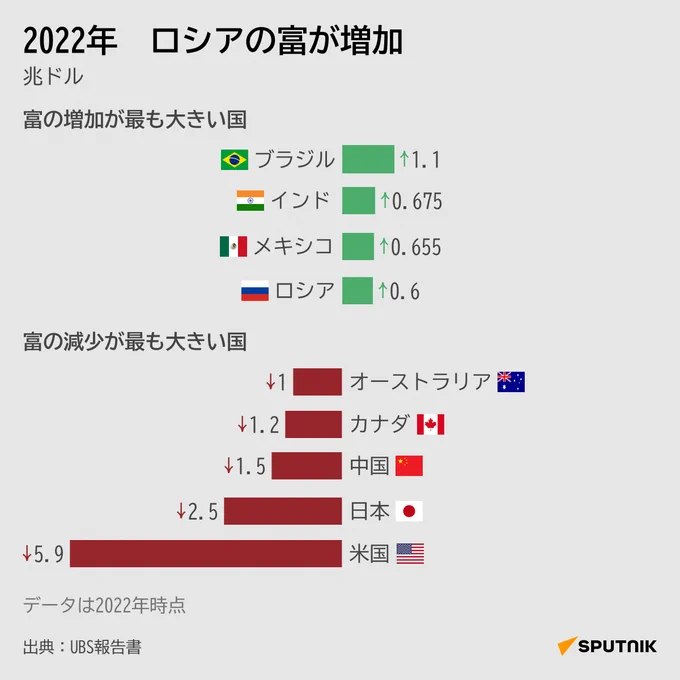 2022年　ロシアの富が増加
兆ドル
富の増加が最も大きい国
ブラジル ↑1.1
インド ↑0.675
メキシコ ↑0.655
ロシア ↑0.6
富の減少が最も大きい国
↓1 オーストラリア
↓1.2 カナダ
↓1.5 中国
↓2.5 日本
↓5.9 米国
データは2022年時点
出典：UBS報告書
SPUTNIK